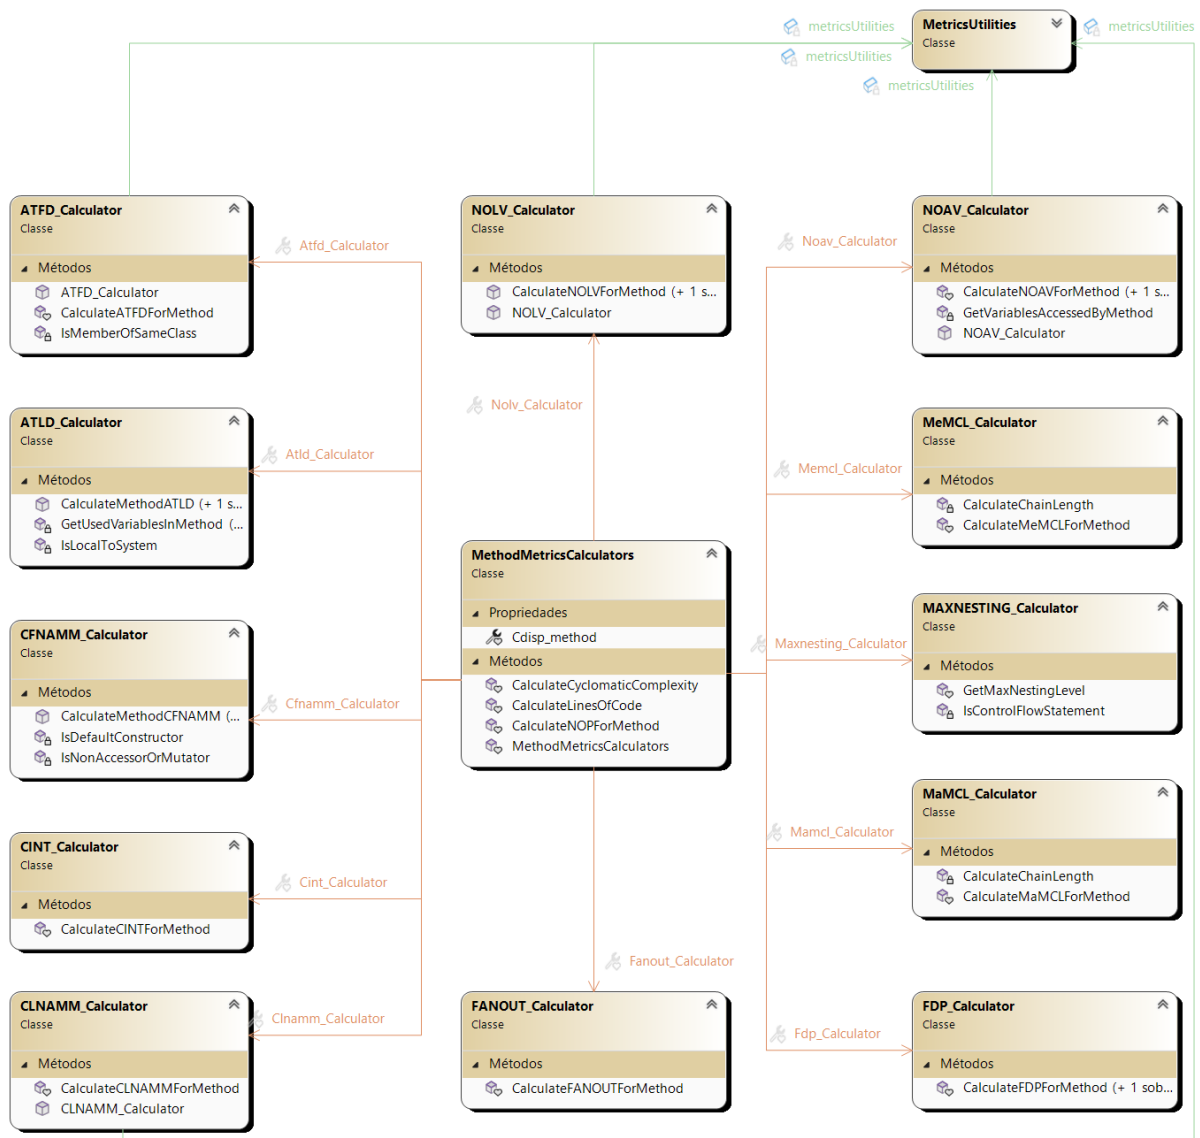 metricsUtilities
MetricsUtilities
Classe
metricsUtilities
metricsUtilities
metricsUtilities
ATFD_Calculator
Classe
Métodos
ATFD_Calculator
CalculateATFDForMethod
IsMemberOfSameClass
Atfd_Calculator
NOLV_Calculator
Classe
Métodos
CalculateNOLVForMethod (+ 1 s...
NOLV_Calculator
Noav_Calculator
NOAV_Calculator
Classe
Métodos
CalculateNOAVForMethod (+ 1 s...
GetVariablesAccessedByMethod
NOAV_Calculator
Nolv_Calculator
ATLD_Calculator
Classe
Métodos
CalculateMethodATLD (+ 1 s...
GetUsedVariablesInMethod (...
IsLocalToSystem
Atld_Calculator
Memcl_Calculator
MeMCL_Calculator
Classe
Métodos
CalculateChainLength
CalculateMeMCLForMethod
MethodMetricsCalculators
Classe
Propriedades
Cdisp_method
Métodos
CalculateCyclomaticComplexity
CalculateLinesOfCode
CalculateNOPForMethod
MethodMetricsCalculators
Maxnesting_Calculator
MAXNESTING_Calculator
Classe
Métodos
GetMaxNestingLevel
IsControlFlowStatement
CFNAMM_Calculator
Classe
Métodos
CalculateMethodCFNAMM (...
IsDefaultConstructor
IsNonAccessorOrMutator
Cfnamm_Calculator
Mamcl_Calculator
MaMCL_Calculator
Classe
Métodos
CalculateChainLength
CalculateMaMCLForMethod
CINT_Calculator
Classe
Métodos
CalculateCINTForMethod
Cint_Calculator
Fanout_Calculator
CLNAMM_Calculator
Classe
Métodos
CalculateCLNAMMForMethod
CLNAMM_Calculator
Clnamm_Calculator
FANOUT_Calculator
Classe
Métodos
CalculateFANOUTForMethod
Fdp_Calculator
FDP_Calculator
Classe
Métodos
CalculateFDPForMethod (+ 1 sob...